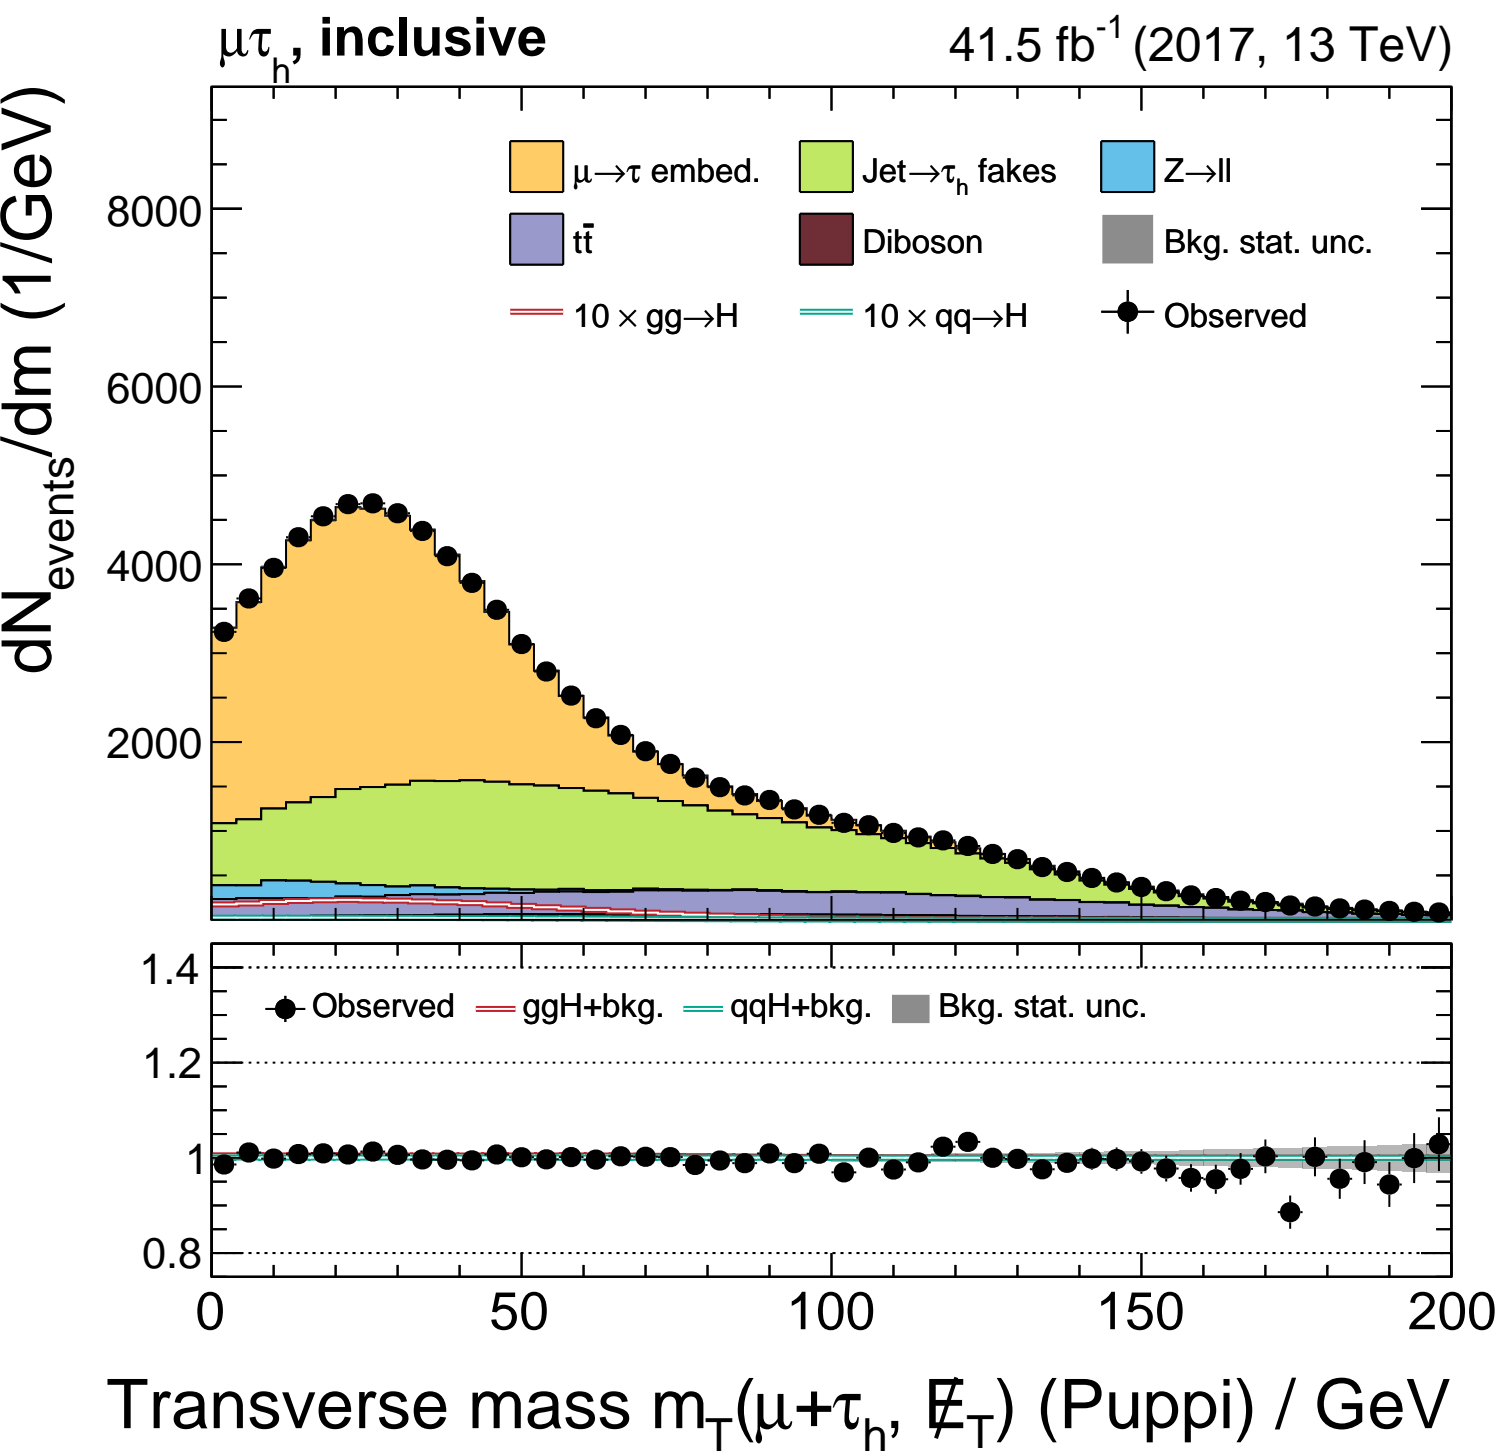 μτh, inclusive
41.5 fb-1 (2017, 13 TeV)
dNevents/dm (1/GeV)
8000
6000
4000
2000
μ→τ embed.
Jet→τh fakes
Z→ll
tt̄
Diboson
Bkg. stat. unc.
10 × gg→H
10 × qq→H
Observed
1.4
1.2
1
0.8
Observed
ggH+bkg.
qqH+bkg.
Bkg. stat. unc.
0
50
100
150
200
Transverse mass mT(μ+τh, E̸T) (Puppi) / GeV